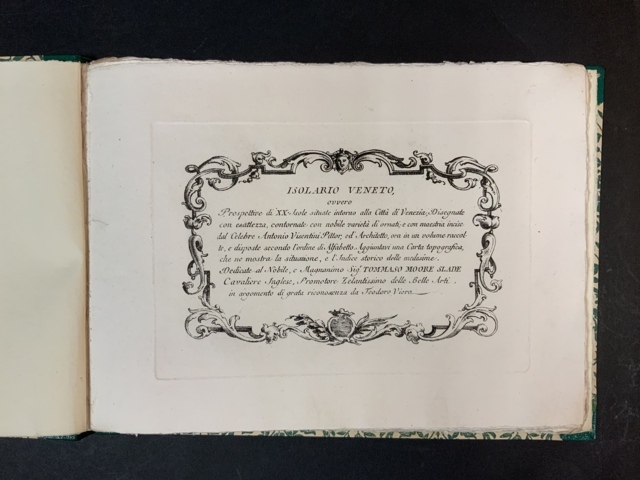 ISOLARIO VENETO,
ovvero
Prospettive di XX. Isole situate intorno alla Città di Venezia, Disegnate
con esattezza, contornate con nobile varietà di ornati, e con maestria incise
dal Celebre Antonio Visentini Pittor, ed Architetto, ora in un volume raccol
te, e disposte secondo l'ordine di Alfabetto, Aggiuntavi una Carta topografica,
che ne mostra la situazione, e l'Indice storico delle medesime.
Dedicate al Nobile, e Magnanimo Sigr. TOMMASO MOORE SLADE
Cavaliere Inglese, Promotore Zelantissimo delle Belle Arti,
in argomento di grata riconoscenza da Teodoro Viero.